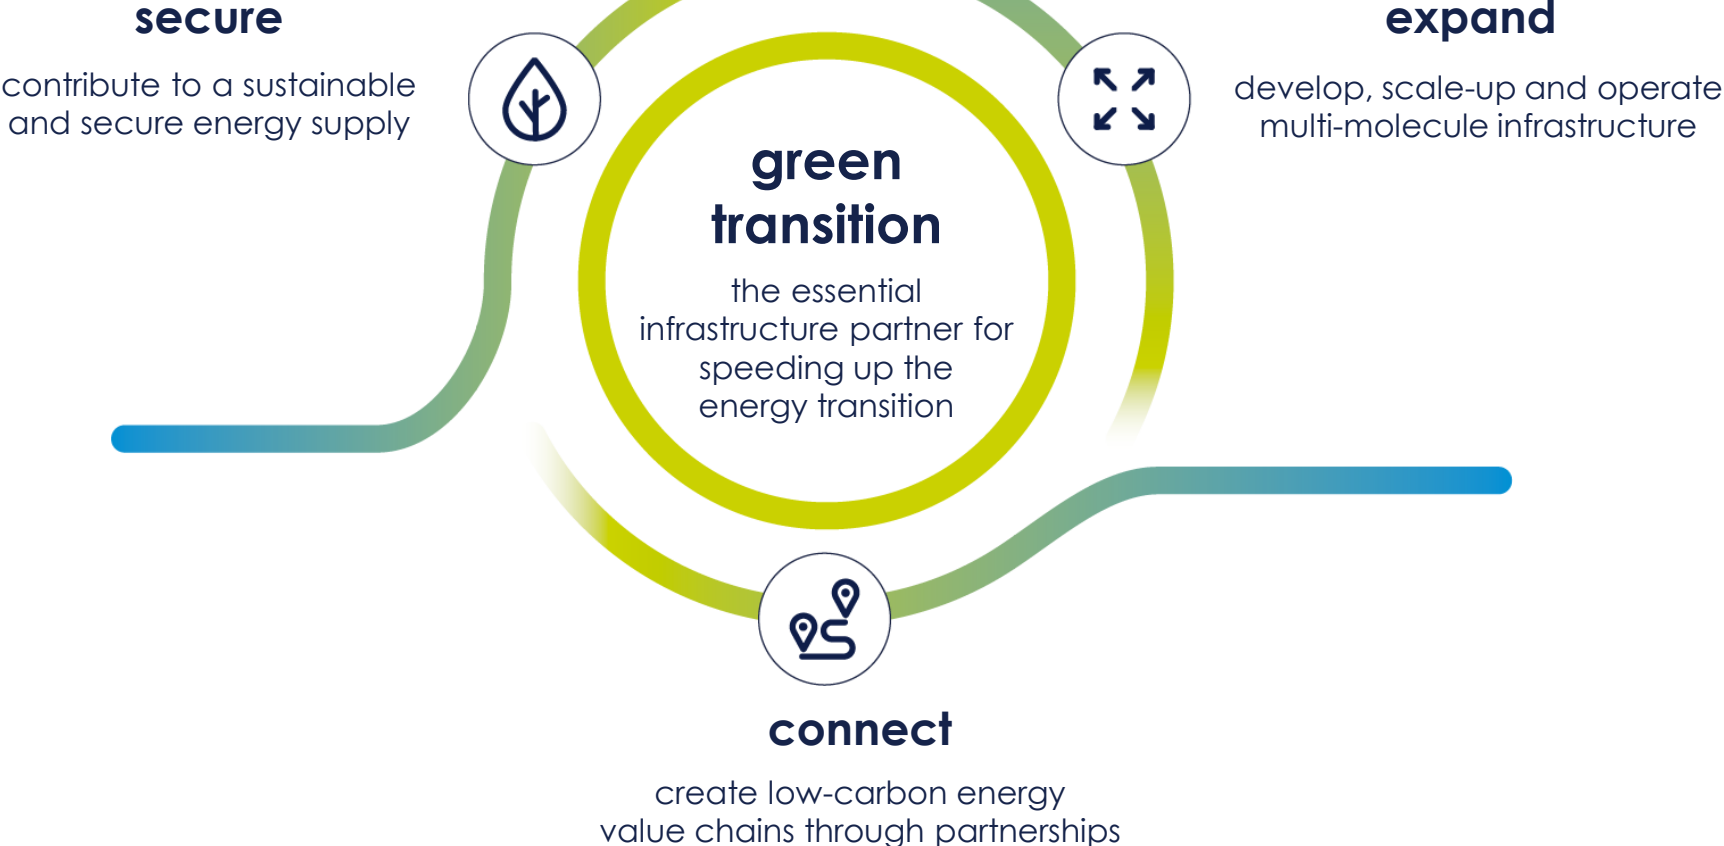 secure
contribute to a sustainable
and secure energy supply
expand
develop, scale-up and operate
multi-molecule infrastructure
green
transition
the essential
infrastructure partner for
speeding up the
energy transition
connect
create low-carbon energy
value chains through partnerships